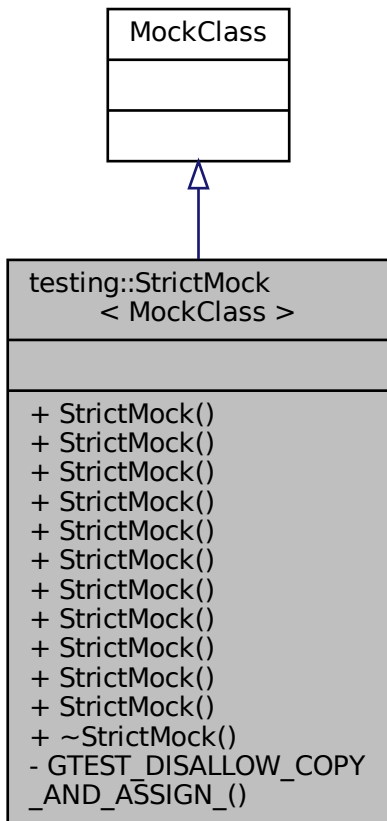 MockClass
testing::StrictMock
< MockClass >
+ StrictMock()
+ StrictMock()
+ StrictMock()
+ StrictMock()
+ StrictMock()
+ StrictMock()
+ StrictMock()
+ StrictMock()
+ StrictMock()
+ StrictMock()
+ StrictMock()
+ ~StrictMock()
- GTEST_DISALLOW_COPY
_AND_ASSIGN_()